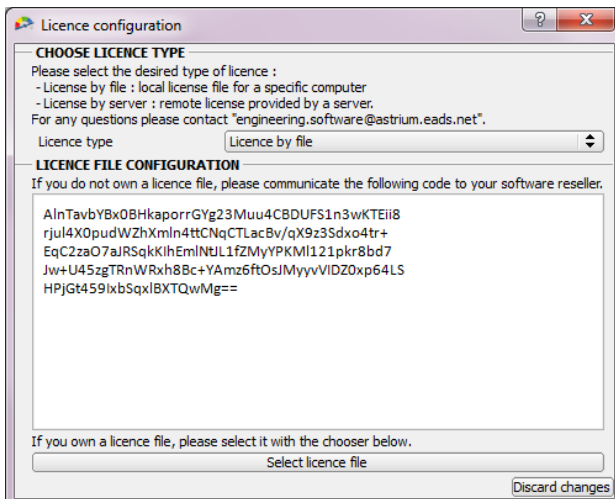 Licence configuration
CHOOSE LICENCE TYPE
Please select the desired type of licence :
- License by file : local license file for a specific computer
- License by server : remote license provided by a server.
For any questions please contact "engineering.software@astrium.eads.net".
Licence type Licence by file
LICENCE FILE CONFIGURATION
If you do not own a licence file, please communicate the following code to your software reseller.
AlnTavbYBx0BHkaporrGYg23Muu4CBDUFS1n3wKTEii8
rjul4X0pudWZhXmln4ttCNqCTLacBv/qX9z3Sdxo4tr+
EqC2zaO7aJRSqkKIhEmlNtJL1fZMyYPKMl121pkr8bd7
Jw+U45zgTRnWRxh8Bc+YAmz6ftOsJMyyvVlDZ0xp64LS
HPjGt459IxbSqxlBXTQwMg==
If you own a licence file, please select it with the chooser below.
Select licence file
Discard changes